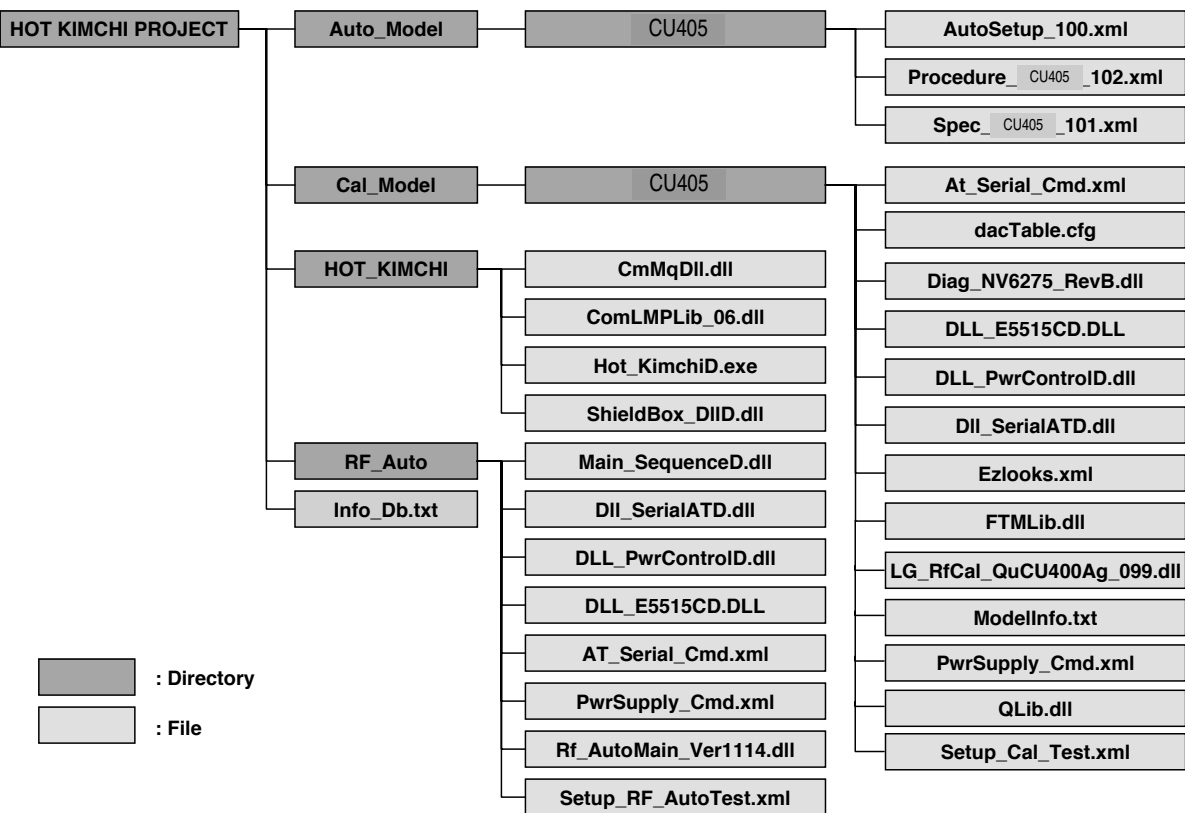 HOT KIMCHI PROJECT
Auto_Model
CU405
AutoSetup_100.xml
Procedure_ CU405 _102.xml
Spec_ CU405 _101.xml
Cal_Model
CU405
At_Serial_Cmd.xml
dacTable.cfg
Diag_NV6275_RevB.dll
DLL_E5515CD.DLL
DLL_PwrControlD.dll
Dll_SerialATD.dll
Ezlooks.xml
FTMLib.dll
LG_RfCal_QuCU400Ag_099.dll
ModelInfo.txt
PwrSupply_Cmd.xml
QLib.dll
Setup_Cal_Test.xml
HOT_KIMCHI
CmMqDll.dll
ComLMPLib_06.dll
Hot_KimchiD.exe
ShieldBox_DllD.dll
RF_Auto
Main_SequenceD.dll
Dll_SerialATD.dll
DLL_PwrControlD.dll
DLL_E5515CD.DLL
AT_Serial_Cmd.xml
PwrSupply_Cmd.xml
Rf_AutoMain_Ver1114.dll
Setup_RF_AutoTest.xml
Info_Db.txt
: Directory
: File